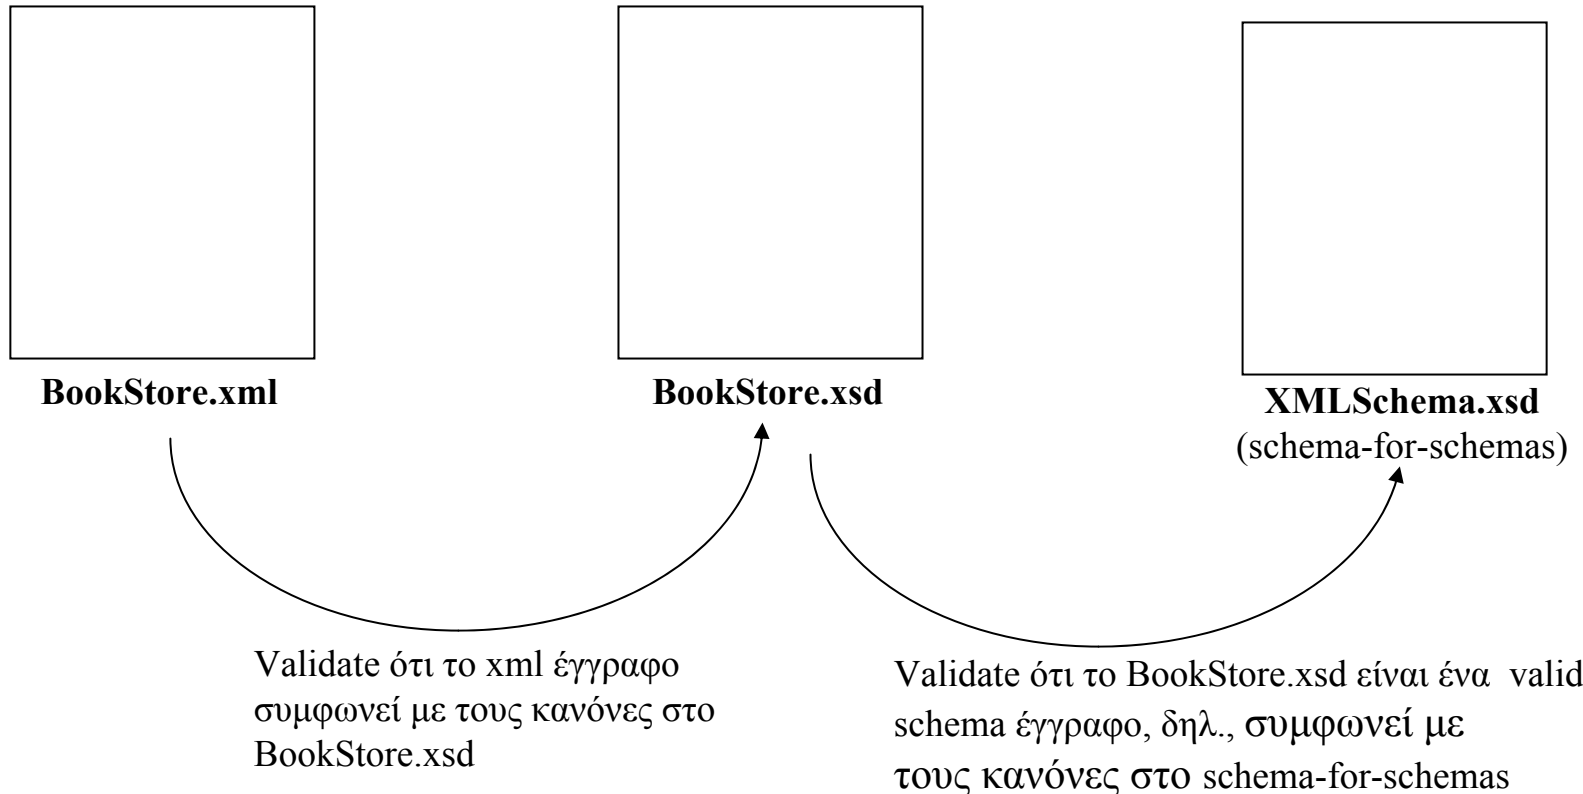 BookStore.xml
BookStore.xsd
XMLSchema.xsd
(schema-for-schemas)
Validate ότι το xml έγγραφο
συμφωνεί με τους κανόνες στο
BookStore.xsd
Validate ότι το BookStore.xsd είναι ένα valid
schema έγγραφο, δηλ., συμφωνεί με
τους κανόνες στο schema-for-schemas